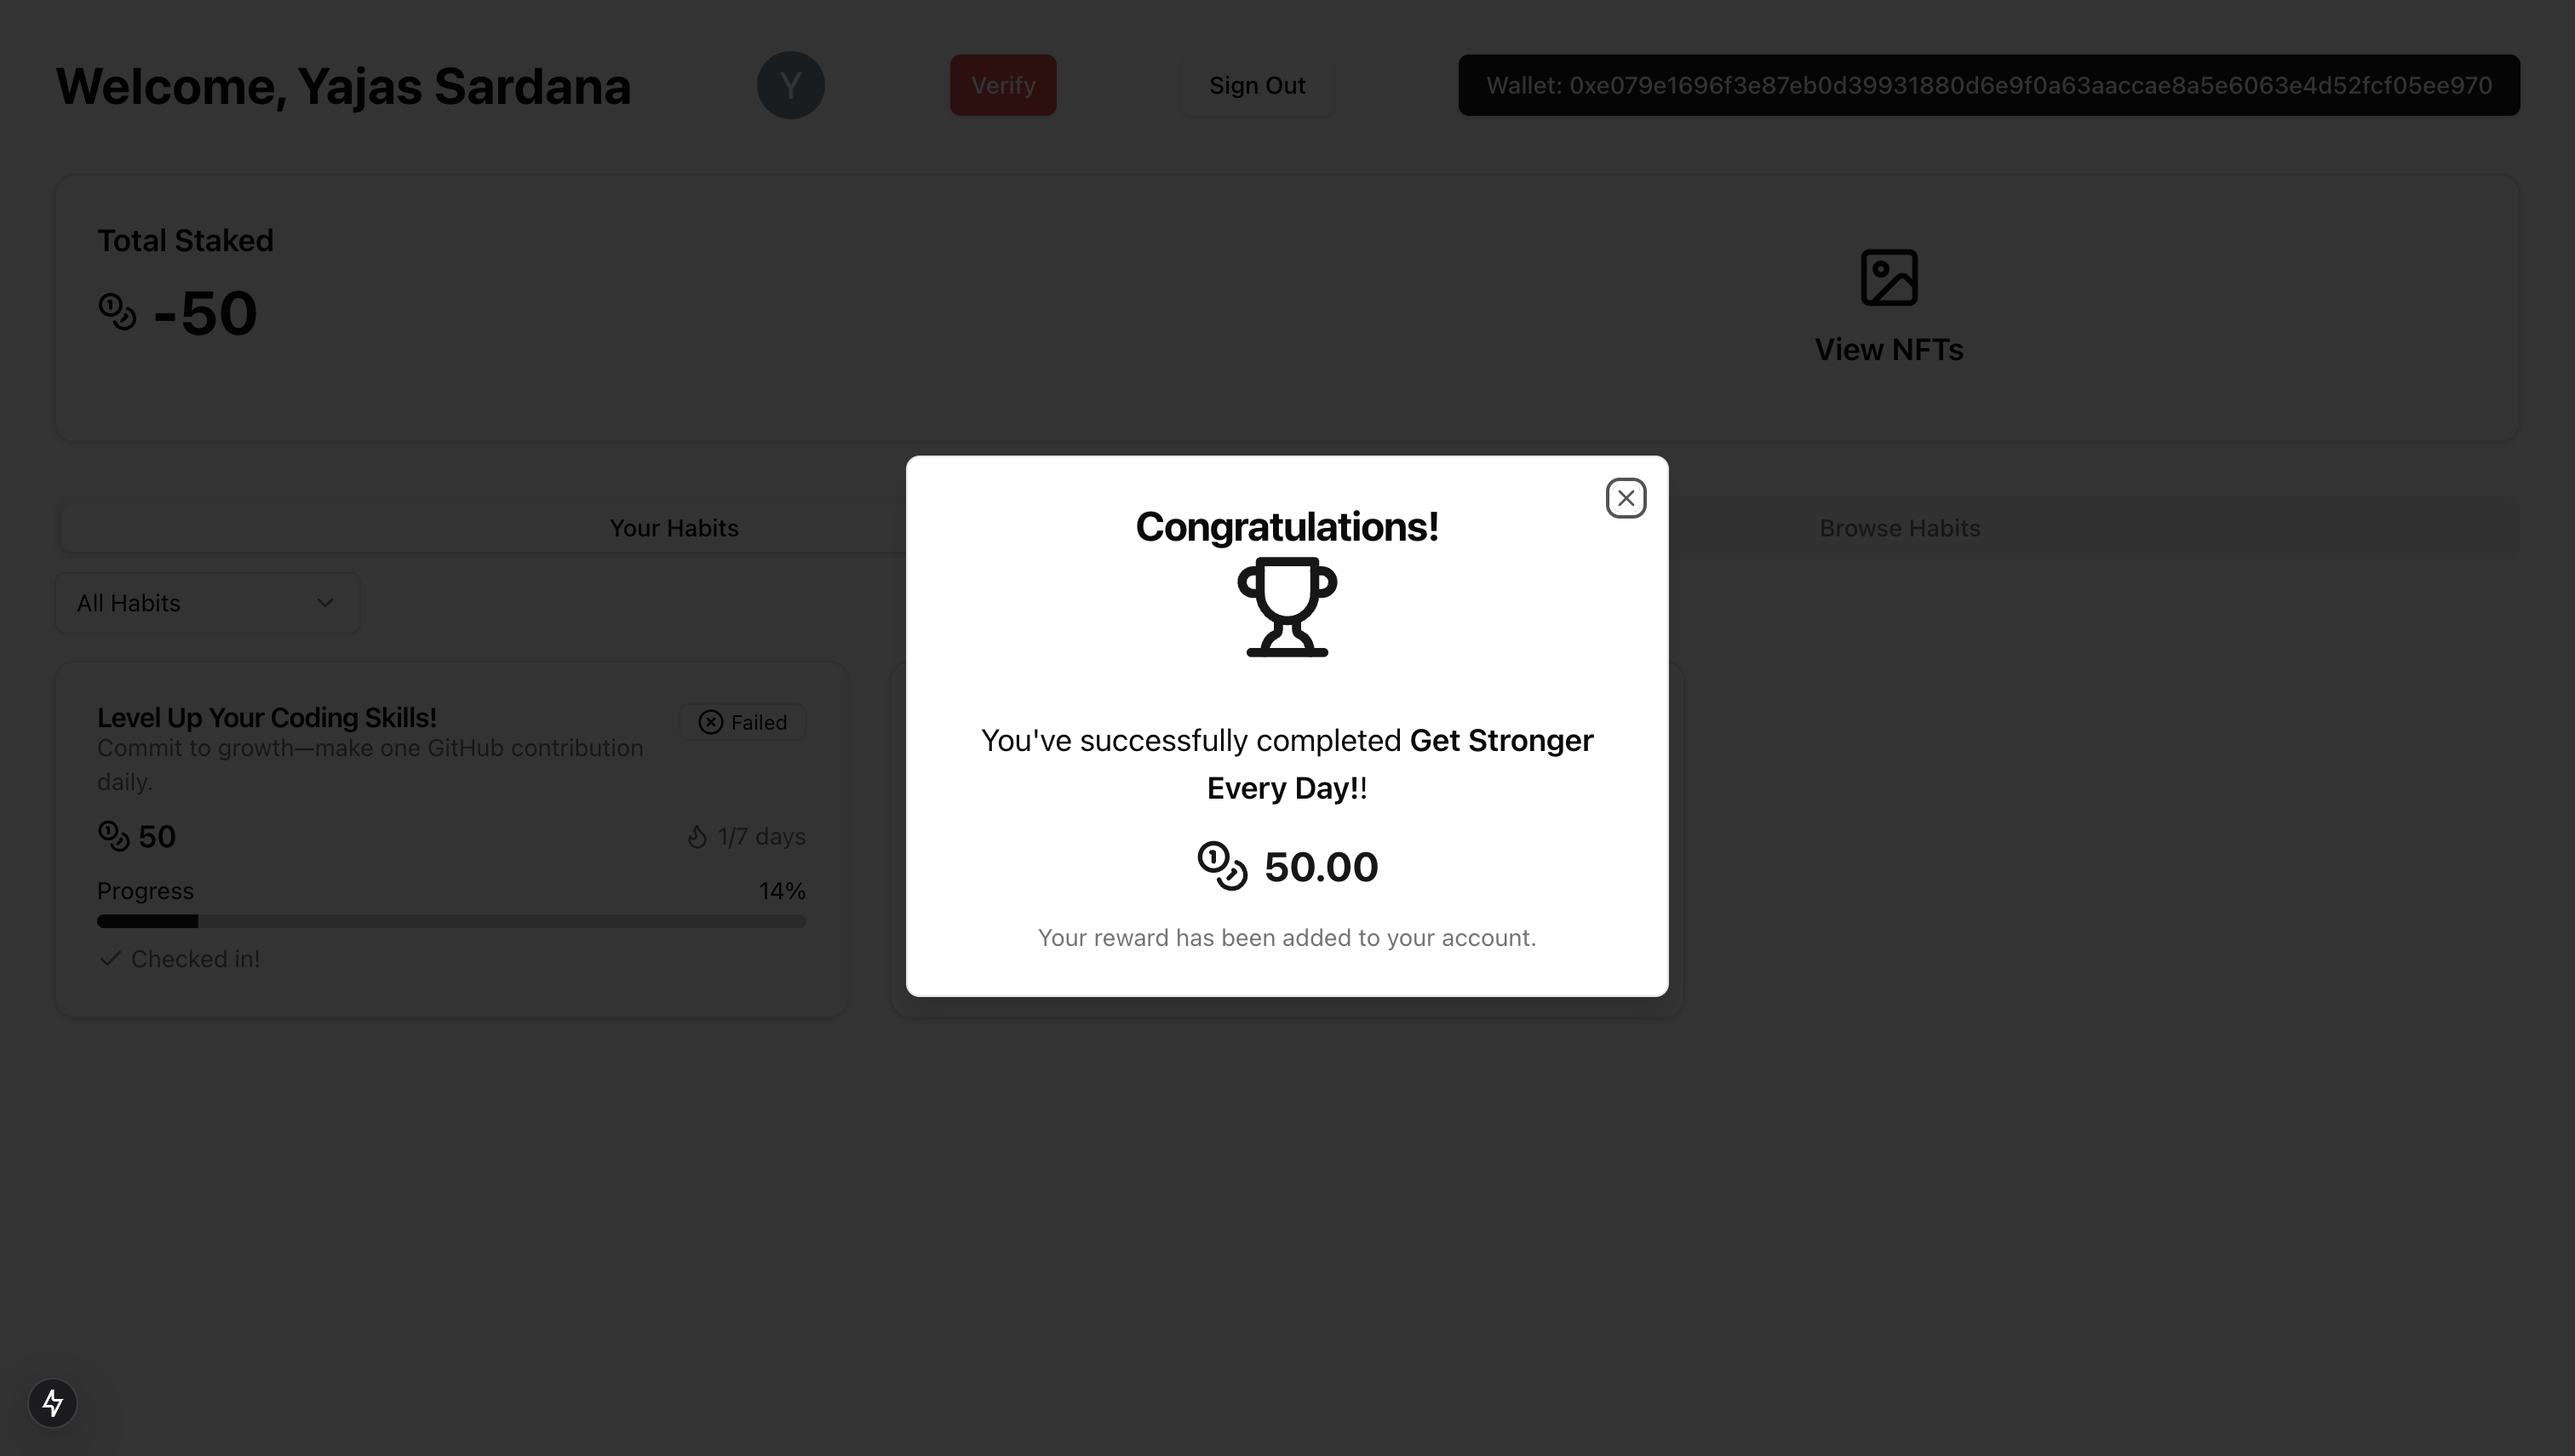 Welcome, Yajas Sardana
Y
Verify
Sign Out
Wallet: 0xe079e1696f3e87eb0d39931880d6e9f0a63aaccae8a5e6063e4d52fcf05ee970
Total Staked
-50
View NFTs
Your Habits
Browse Habits
All Habits
Level Up Your Coding Skills!
Failed
Commit to growth—make one GitHub contribution
daily.
50
1/7 days
Progress
14%
Checked in!
Congratulations!
You've successfully completed Get Stronger
Every Day!!
50.00
Your reward has been added to your account.